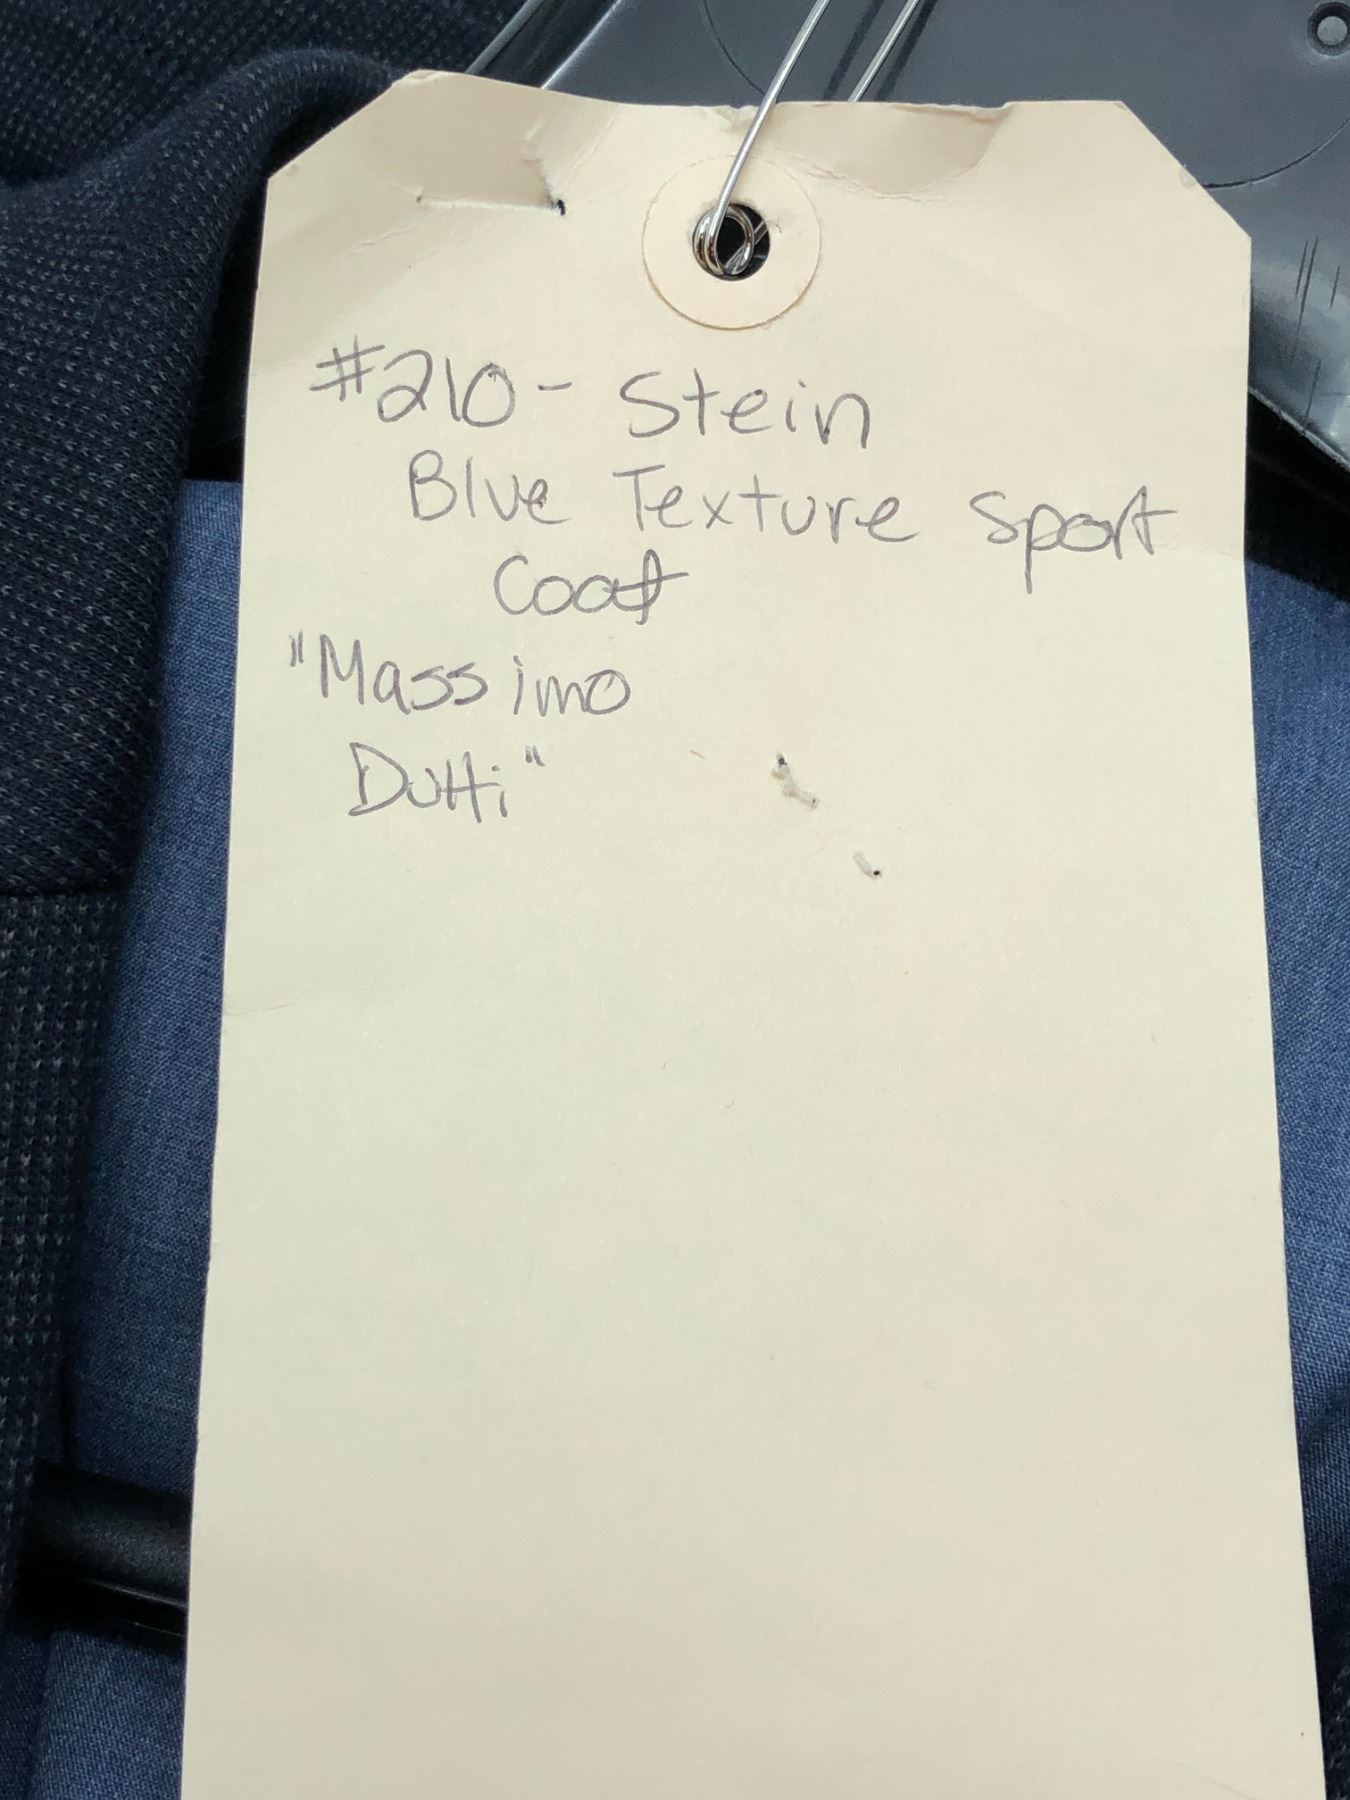 #210 - Stein
Blue Texture Sport
Coat
"Massimo
Dutti"